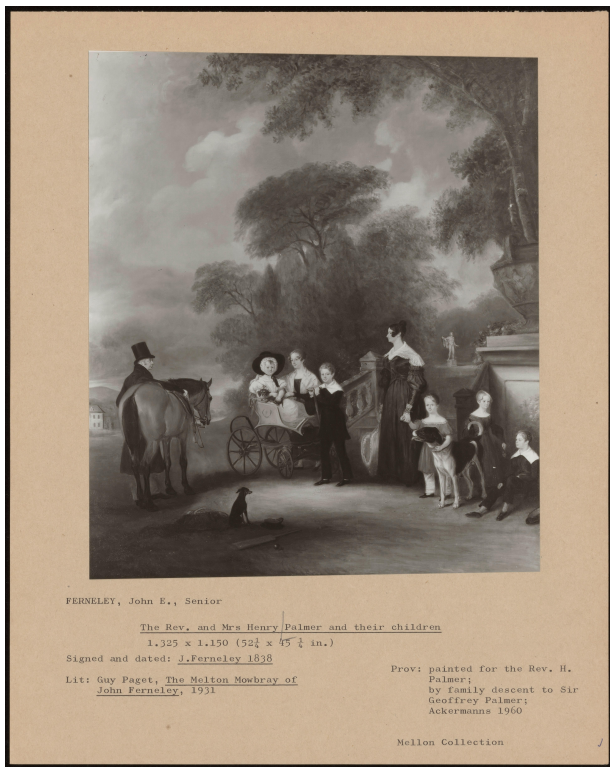 FERNELEY, John E., Senior
The Rev. and Mrs Henry Palmer and their children
1.325 x 1.150 (52¼ x 45 ¼ in.)
Signed and dated: J.Ferneley 1838
Lit: Guy Paget, The Melton Mowbray of
John Ferneley, 1931
Prov: painted for the Rev. H.
Palmer;
by family descent to Sir
Geoffrey Palmer;
Ackermanns 1960
Mellon Collection